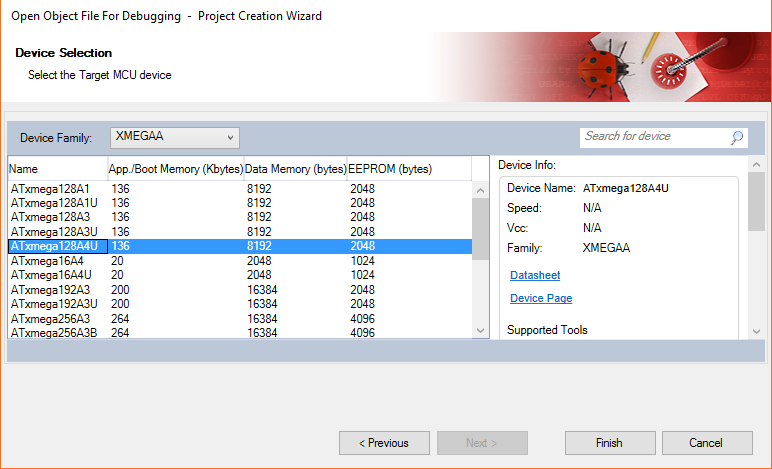 Open Object File For Debugging - Project Creation Wizard
Device Selection
Select the Target MCU device
Device Family: XMEGAA Search for device
Name App./Boot Memory (Kbytes) Data Memory (bytes) EEPROM (bytes)
ATxmega128A1 136 8192 2048
ATxmega128A1U 136 8192 2048
ATxmega128A3 136 8192 2048
ATxmega128A3U 136 8192 2048
ATxmega128A4U 136 8192 2048
ATxmega16A4 20 2048 1024
ATxmega16A4U 20 2048 1024
ATxmega192A3 200 16384 2048
ATxmega192A3U 200 16384 2048
ATxmega256A3 264 16384 4096
ATxmega256A3B 264 16384 4096
Device Info:
Device Name: ATxmega128A4U
Speed: N/A
Vcc: N/A
Family: XMEGAA
Datasheet
Device Page
Supported Tools
< Previous Next > Finish Cancel